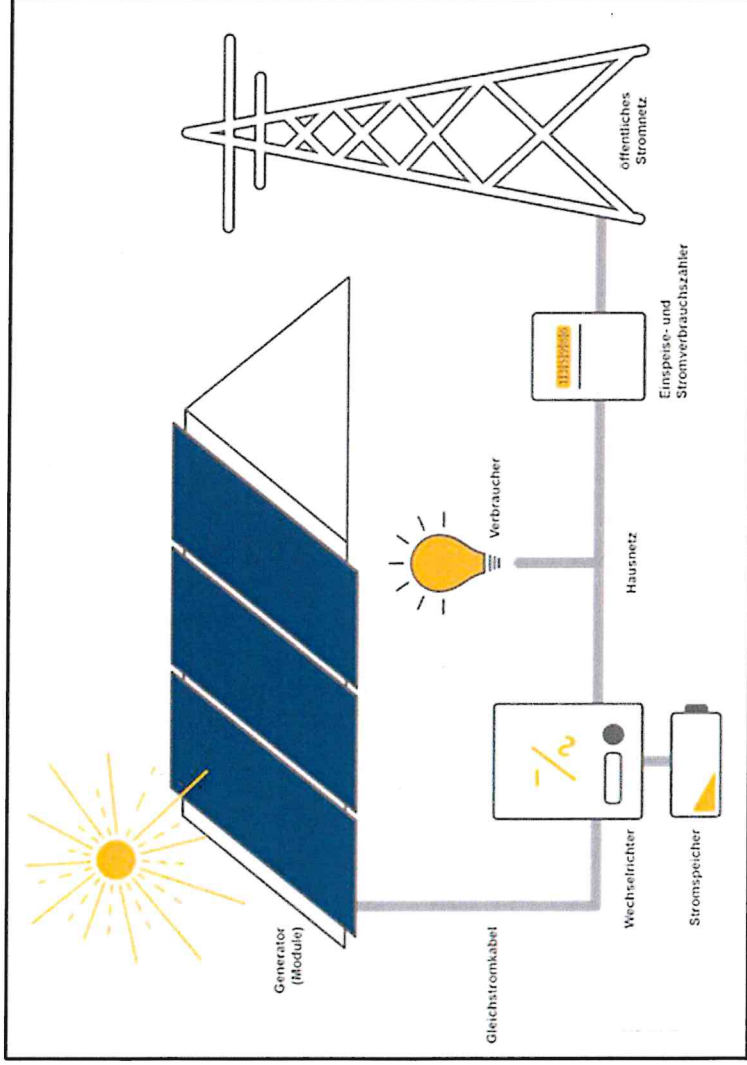 Generator
(Module)
Gleichstromkabel
Wechselrichter
Stromspeicher
Verbraucher
Hausnetz
Einspeise- und
Stromverbrauchszähler
öffentliches
Stromnetz